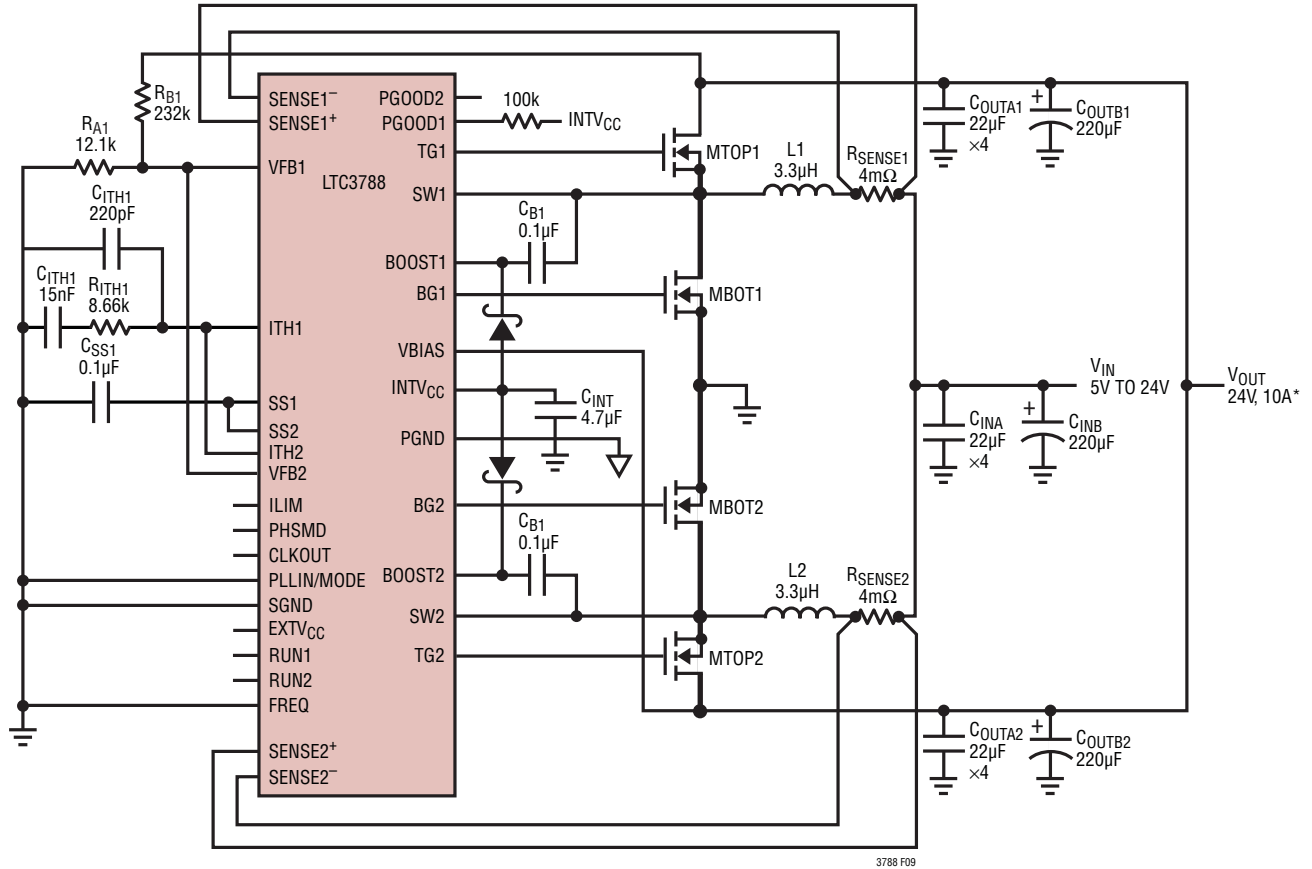 SENSE1–
SENSE1+
VFB1
LTC3788
ITH1
SS1
SS2
ITH2
VFB2
ILIM
PHSMD
CLKOUT
PLLIN/MODE
SGND
EXTVCC
RUN1
RUN2
FREQ
SENSE2+
SENSE2–
PGOOD2
PGOOD1
TG1
SW1
BOOST1
BG1
VBIAS
INTVCC
PGND
BG2
BOOST2
SW2
TG2
RB1
232k
RA1
12.1k
CITH1
220pF
CITH1
15nF
RITH1
8.66k
CSS1
0.1µF
100k
INTVCC
CB1
0.1µF
CINT
4.7µF
CB1
0.1µF
MTOP1
MBOT1
MBOT2
MTOP2
L1
3.3µH
RSENSE1
4mΩ
L2
3.3µH
RSENSE2
4mΩ
COUTA1
22µF
×4
+
COUTB1
220µF
VIN
5V TO 24V
CINA
22µF
×4
+
CINB
220µF
VOUT
24V, 10A*
COUTA2
22µF
×4
+
COUTB2
220µF
3788 F09